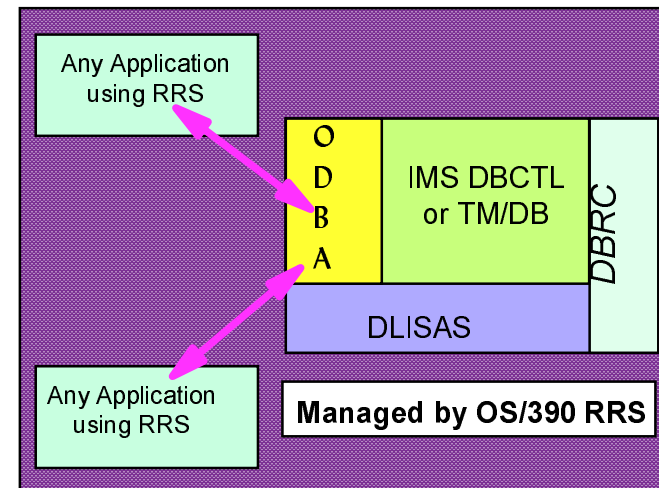 Any Application
using RRS
O
D
B
A
IMS DBCTL
or TM/DB
DBRC
DLISAS
Any Application
using RRS
Managed by OS/390 RRS